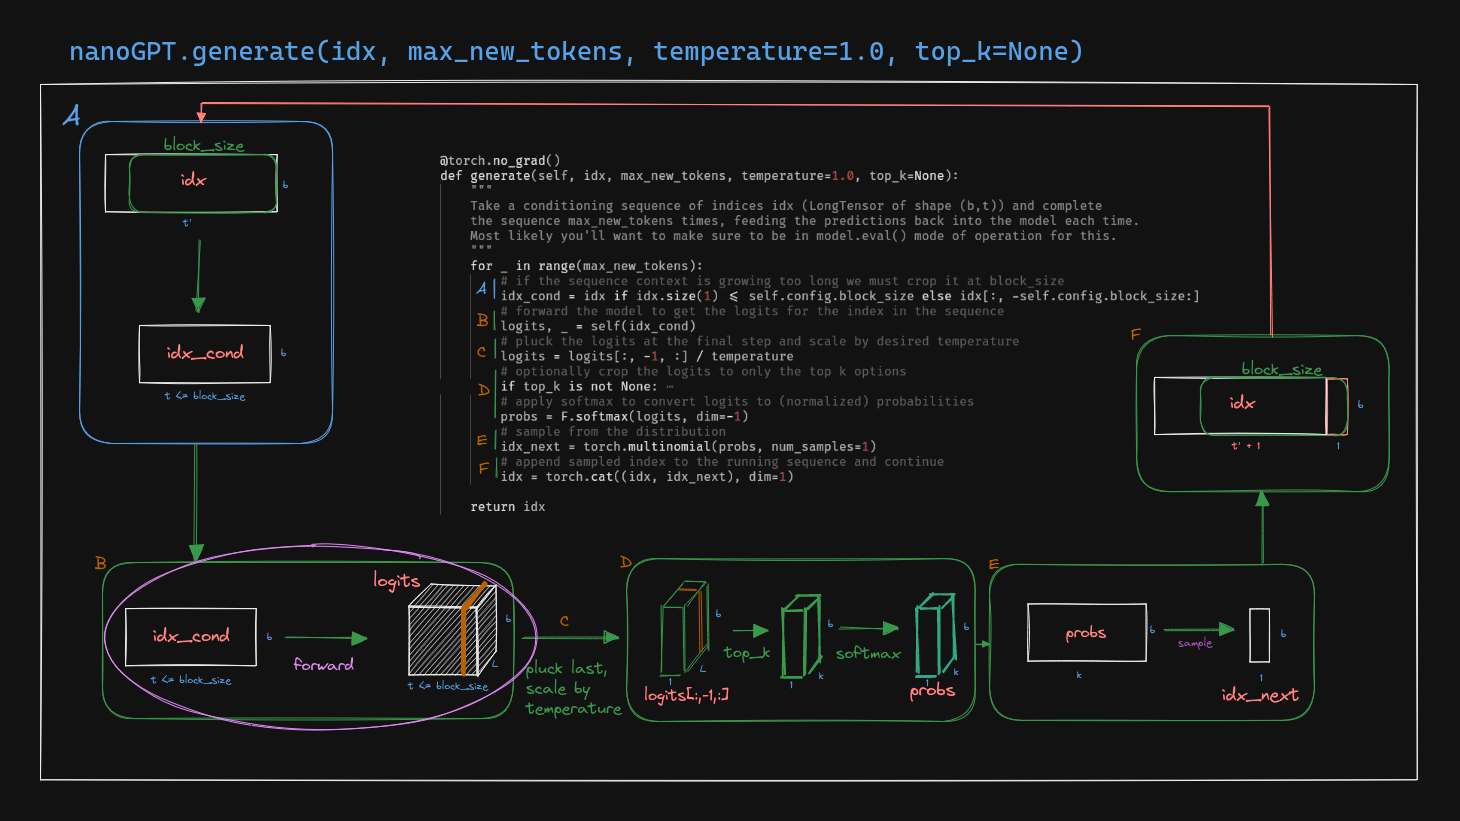 nanoGPT.generate(idx, max_new_tokens, temperature=1.0, top_k=None)
A
block_size
idx
b
t'
idx_cond
b
t <= block_size
@torch.no_grad()
def generate(self, idx, max_new_tokens, temperature=1.0, top_k=None):
"""
Take a conditioning sequence of indices idx (LongTensor of shape (b,t)) and complete
the sequence max_new_tokens times, feeding the predictions back into the model each time.
Most likely you'll want to make sure to be in model.eval() mode of operation for this.
"""
for _ in range(max_new_tokens):
A
# if the sequence context is growing too long we must crop it at block_size
idx_cond = idx if idx.size(1) ⩽ self.config.block_size else idx[:, -self.config.block_size:]
B
# forward the model to get the logits for the index in the sequence
logits, _ = self(idx_cond)
C
# pluck the logits at the final step and scale by desired temperature
logits = logits[:, -1, :] / temperature
D
# optionally crop the logits to only the top k options
if top_k is not None: ⋯
# apply softmax to convert logits to (normalized) probabilities
probs = F.softmax(logits, dim=-1)
E
# sample from the distribution
idx_next = torch.multinomial(probs, num_samples=1)
F
# append sampled index to the running sequence and continue
idx = torch.cat((idx, idx_next), dim=1)
return idx
F
block_size
idx
b
t' + 1
1
B
idx_cond
b
t <= block_size
forward
logits
b
L
t <= block_size
C
pluck last,
scale by
temperature
D
b
L
1
logits[:,-1,:]
top_k
b
k
1
softmax
b
k
1
probs
E
probs
b
k
sample
b
1
idx_next